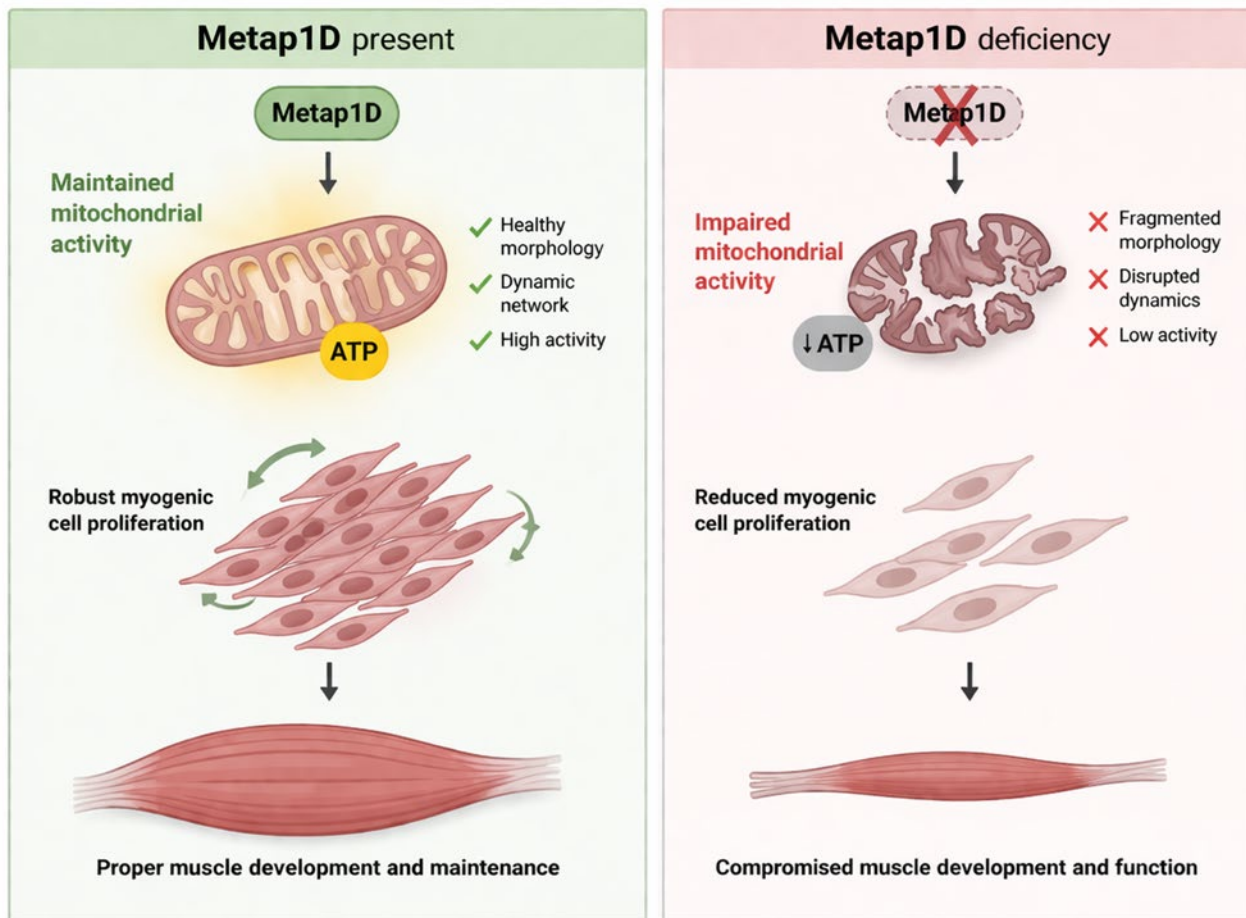 Metap1D present
Metap1D
Maintained
mitochondrial
activity
Healthy
morphology
Dynamic
network
High activity
ATP
Robust myogenic
cell proliferation
Proper muscle development and maintenance
Metap1D deficiency
Metap1D
Impaired
mitochondrial
activity
Fragmented
morphology
Disrupted
dynamics
Low activity
↓ ATP
Reduced myogenic
cell proliferation
Compromised muscle development and function